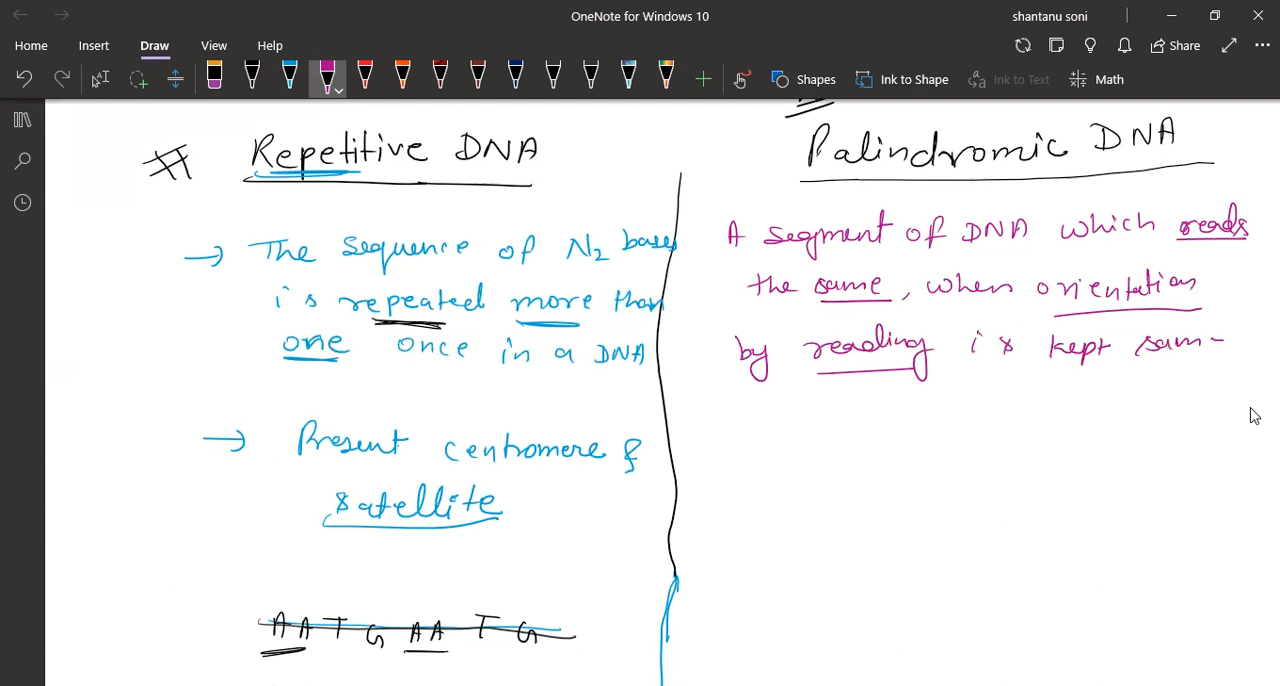 OneNote for Windows 10
shantanu soni
Home Insert Draw View Help
Share
Shapes Ink to Shape Ink to Text Math
Repetitive DNA
→ The sequence of N2 bases
is repeated more than
one once in a DNA
→ Present centromere &
satellite
A A T G A A T G
Palindromic DNA
A segment of DNA which reads
the same, when orientation
by reading is kept sam-